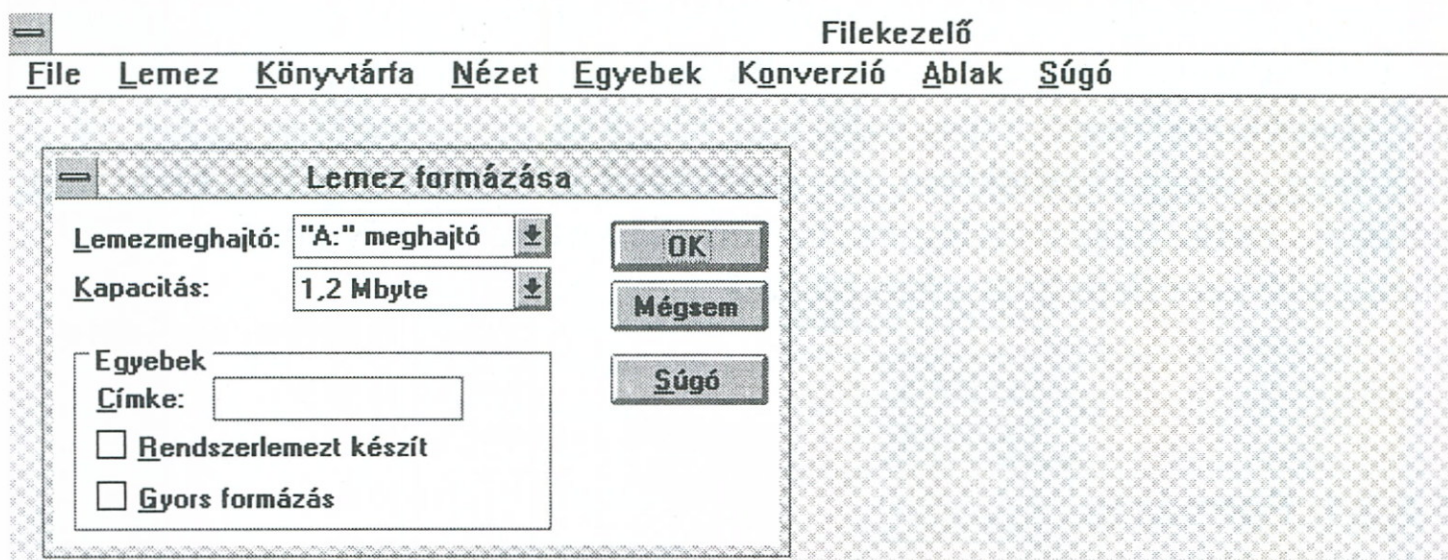 Filekezelő
File Lemez Könyvtárfa Nézet Egyebek Konverzió Ablak Súgó
Lemez formázása
Lemezmeghajtó: "A:" meghajtó
Kapacitás: 1,2 Mbyte
OK
Mégsem
Súgó
Egyebek
Címke:
Rendszerlemezt készít
Gyors formázás